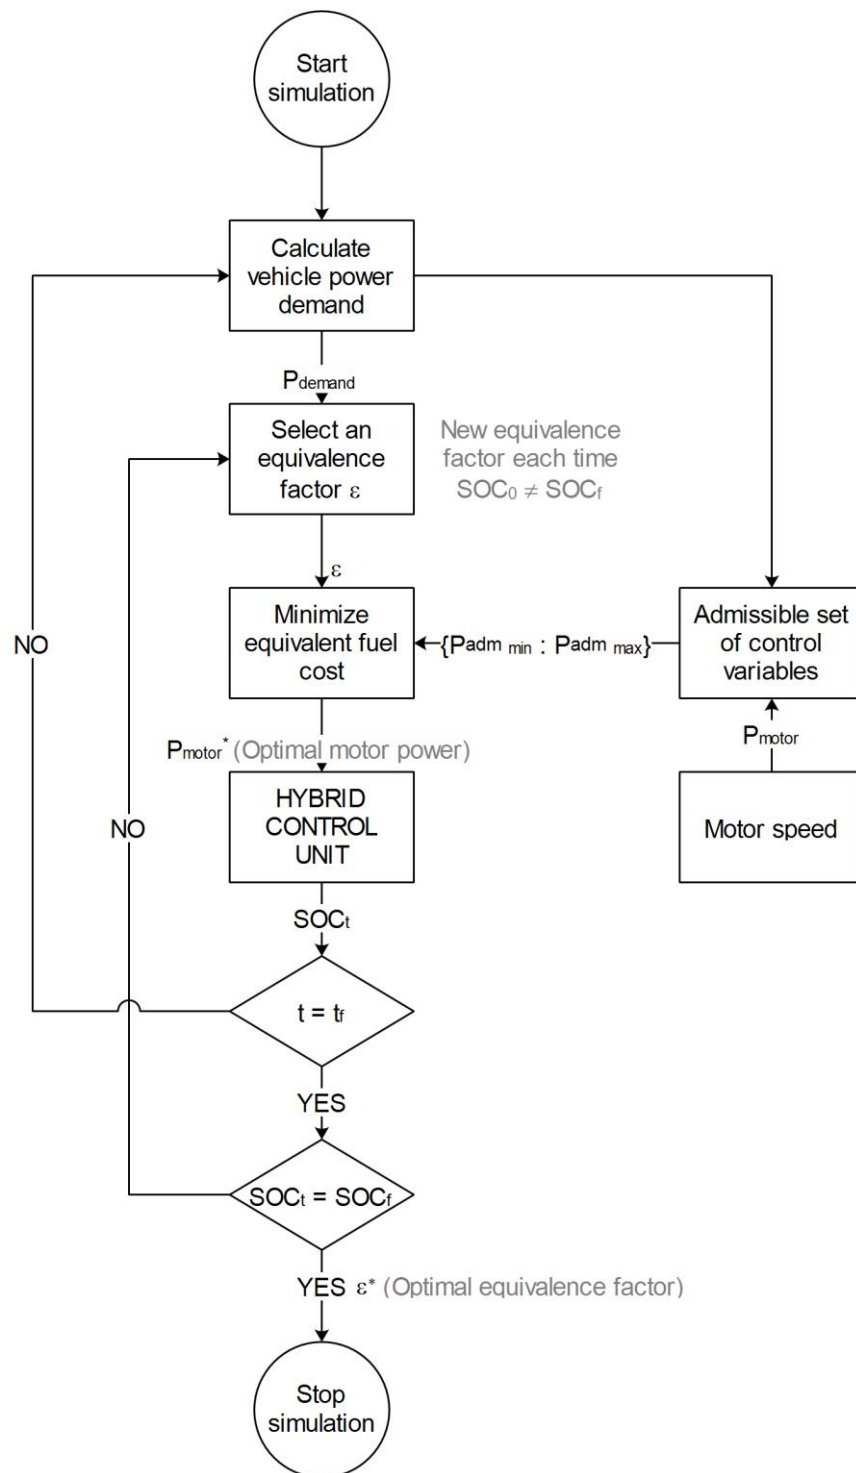 Start
simulation
Calculate
vehicle power
demand
Pdemand
Select an
equivalence
factor ε
New equivalence
factor each time
SOC0 ≠ SOCf
ε
Minimize
equivalent fuel
cost
{Padm min : Padm max}
Admissible set
of control
variables
NO
Pmotor* (Optimal motor power)
Pmotor
HYBRID
CONTROL
UNIT
NO
Motor speed
SOCt
t = tf
YES
SOCt = SOCf
YES ε* (Optimal equivalence factor)
Stop
simulation